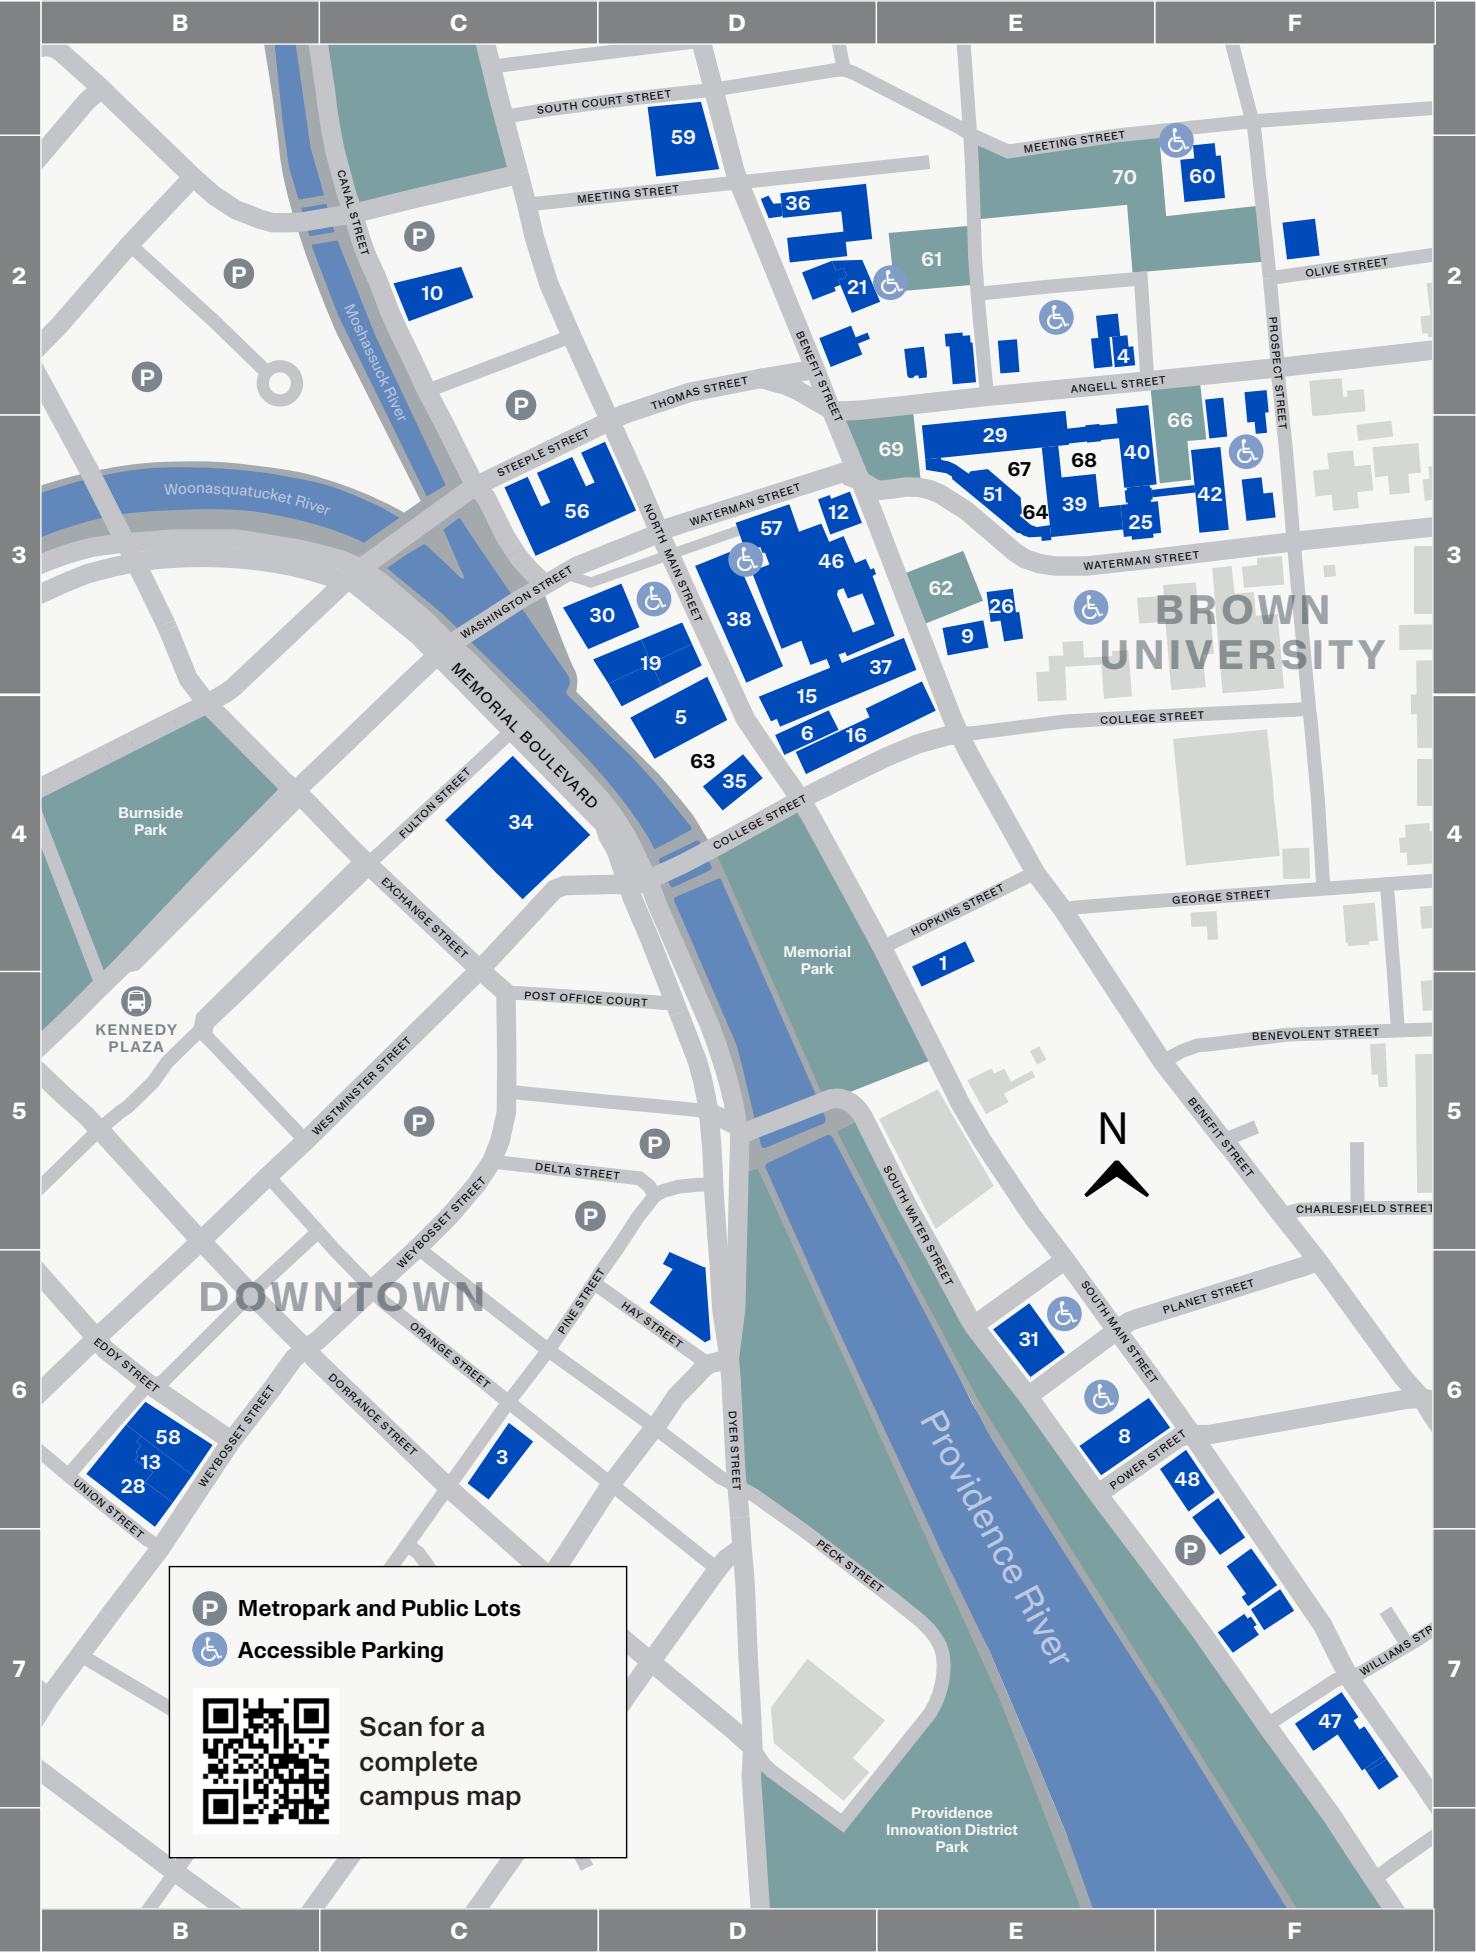 B C D E F
SOUTH COURT STREET
59
MEETING STREET
MEETING STREET
70
60
36
CANAL STREET
P
61
2
P
10
21
OLIVE STREET
2
Moshassuck River
BENEFIT STREET
PROSPECT STREET
4
P
P
THOMAS STREET
ANGELL STREET
STEEPLE STREET
66
69
29
67
68
40
Woonasquatucket River
56
NORTH MAIN STREET
WATERMAN STREET
12
51
64
39
25
42
57
3
46
WATERMAN STREET
3
WASHINGTON STREET
30
38
62
26
9
BROWN
UNIVERSITY
19
37
MEMORIAL BOULEVARD
15
5
6
16
COLLEGE STREET
63
35
Burnside
Park
FULTON STREET
34
COLLEGE STREET
4
4
EXCHANGE STREET
HOPKINS STREET
GEORGE STREET
Memorial
Park
1
KENNEDY
PLAZA
POST OFFICE COURT
BENEVOLENT STREET
WESTMINSTER STREET
5
P
P
N
BENEFIT STREET
5
DELTA STREET
P
SOUTH WATER STREET
CHARLESFIELD STREET
WEYBOSSET STREET
DOWNTOWN
PINE STREET
HAY STREET
SOUTH MAIN STREET
PLANET STREET
31
EDDY STREET
ORANGE STREET
6
DORRANCE STREET
WEYBOSSET STREET
6
58
13
28
3
DYER STREET
Providence River
8
POWER STREET
48
UNION STREET
P
PECK STREET
P Metropark and Public Lots
Accessible Parking
7
WILLIAMS STR
7
Scan for a
complete
campus map
47
Providence
Innovation District
Park
B C D E F